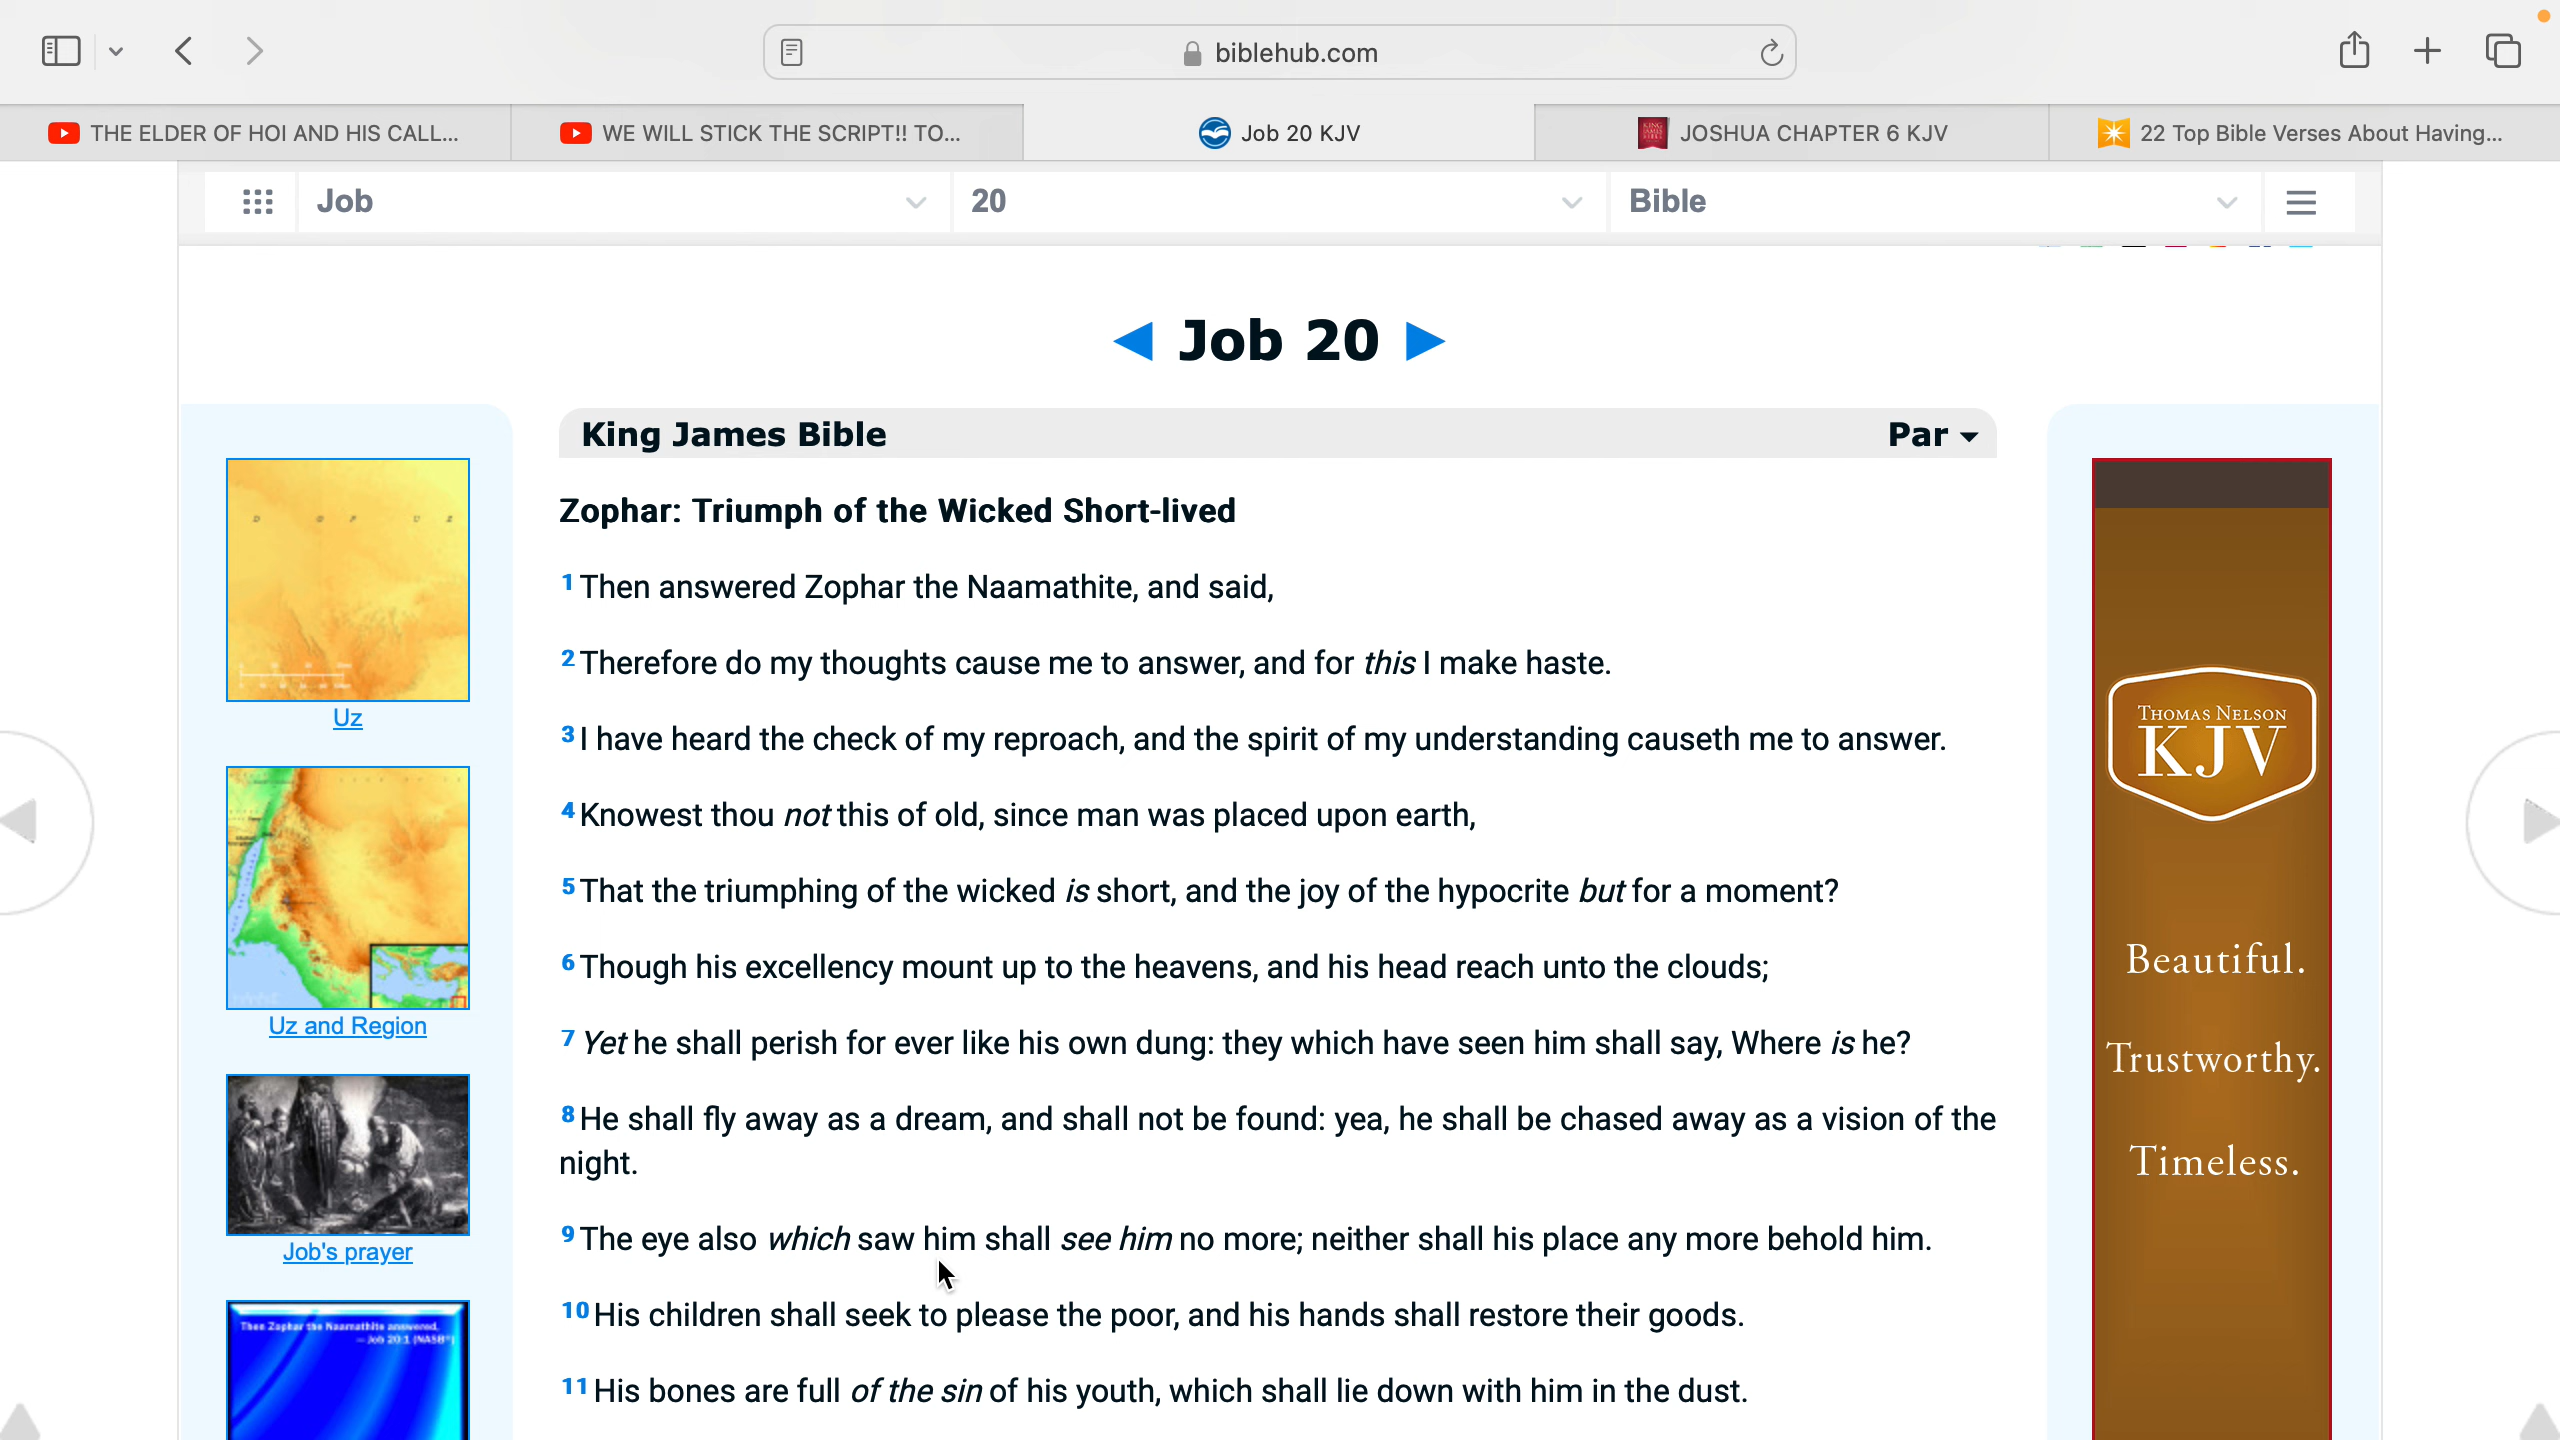 biblehub.com
THE ELDER OF HOI AND HIS CALL...
WE WILL STICK THE SCRIPT!! TO...
Job 20 KJV
JOSHUA CHAPTER 6 KJV
22 Top Bible Verses About Having...
Job
20
Bible
◀ Job 20 ▶
King James Bible
Par
Zophar: Triumph of the Wicked Short-lived
1 Then answered Zophar the Naamathite, and said,
2 Therefore do my thoughts cause me to answer, and for this I make haste.
3 I have heard the check of my reproach, and the spirit of my understanding causeth me to answer.
4 Knowest thou not this of old, since man was placed upon earth,
5 That the triumphing of the wicked is short, and the joy of the hypocrite but for a moment?
6 Though his excellency mount up to the heavens, and his head reach unto the clouds;
7 Yet he shall perish for ever like his own dung: they which have seen him shall say, Where is he?
8 He shall fly away as a dream, and shall not be found: yea, he shall be chased away as a vision of the
night.
9 The eye also which saw him shall see him no more; neither shall his place any more behold him.
10 His children shall seek to please the poor, and his hands shall restore their goods.
11 His bones are full of the sin of his youth, which shall lie down with him in the dust.
Uz
Uz and Region
Job's prayer
Then Zophar the Naamathite answered,
— Job 20:1 (NASB*)
THOMAS NELSON
KJV
Beautiful.
Trustworthy.
Timeless.